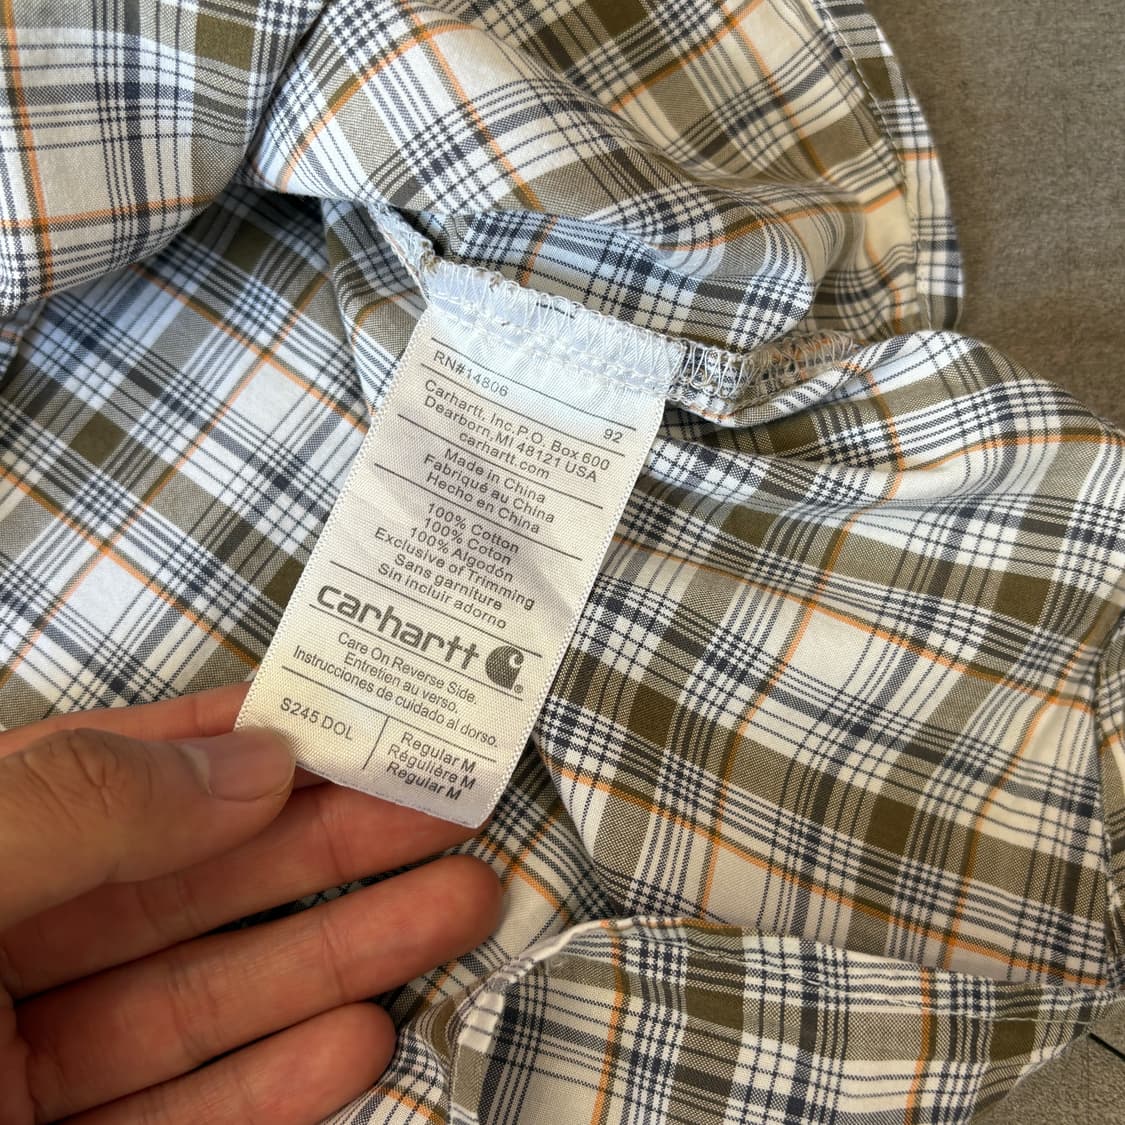 RN#14806 92
Carhartt, Inc.P.O. Box 600
Dearborn, MI 48121 USA
carhartt.com
Made in China
Fabriqué au China
Hecho en China
100% Cotton
100% Coton
100% Algodón
Exclusive of Trimming
Sans garniture
Sin incluir adorno
carhartt
Care On Reverse Side.
Entretien au verso.
Instrucciones de cuidado al dorso.
S245 DOL
Regular M
Régulière M
Regular M